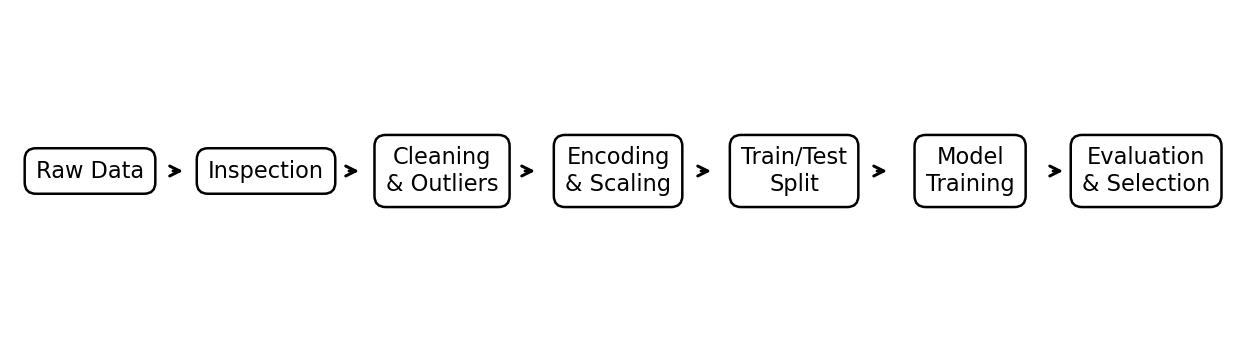 Raw Data
Inspection
Cleaning
& Outliers
Encoding
& Scaling
Train/Test
Split
Model
Training
Evaluation
& Selection